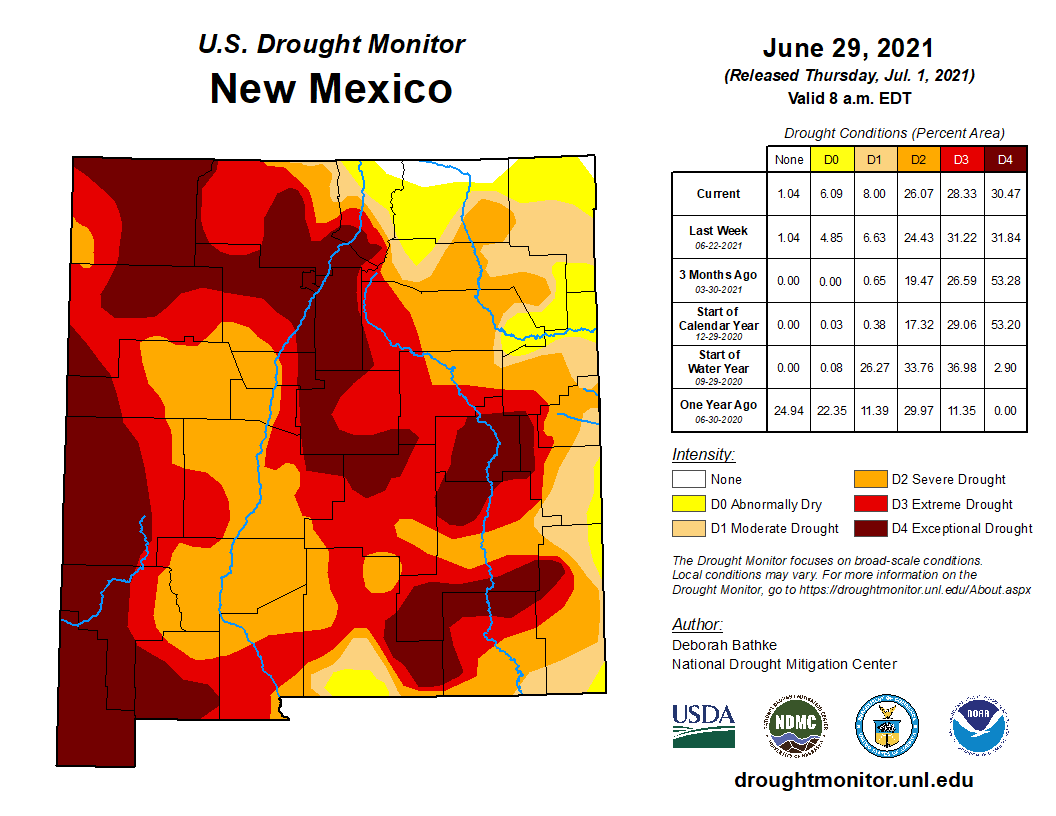 U.S. Drought Monitor
New Mexico
June 29, 2021
(Released Thursday, Jul. 1, 2021)
Valid 8 a.m. EDT
Drought Conditions (Percent Area)
None D0 D1 D2 D3 D4
Current 1.04 6.09 8.00 26.07 28.33 30.47
Last Week
06-22-2021
1.04 4.85 6.63 24.43 31.22 31.84
3 Months Ago
03-30-2021
0.00 0.00 0.65 19.47 26.59 53.28
Start of
Calendar Year
12-29-2020
0.00 0.03 0.38 17.32 29.06 53.20
Start of
Water Year
09-29-2020
0.00 0.08 26.27 33.76 36.98 2.90
One Year Ago
06-30-2020
24.94 22.35 11.39 29.97 11.35 0.00
Intensity:
None
D0 Abnormally Dry
D1 Moderate Drought
D2 Severe Drought
D3 Extreme Drought
D4 Exceptional Drought
The Drought Monitor focuses on broad-scale conditions.
Local conditions may vary. For more information on the
Drought Monitor, go to https://droughtmonitor.unl.edu/About.aspx
Author:
Deborah Bathke
National Drought Mitigation Center
USDA
NDMC
NOAA
droughtmonitor.unl.edu